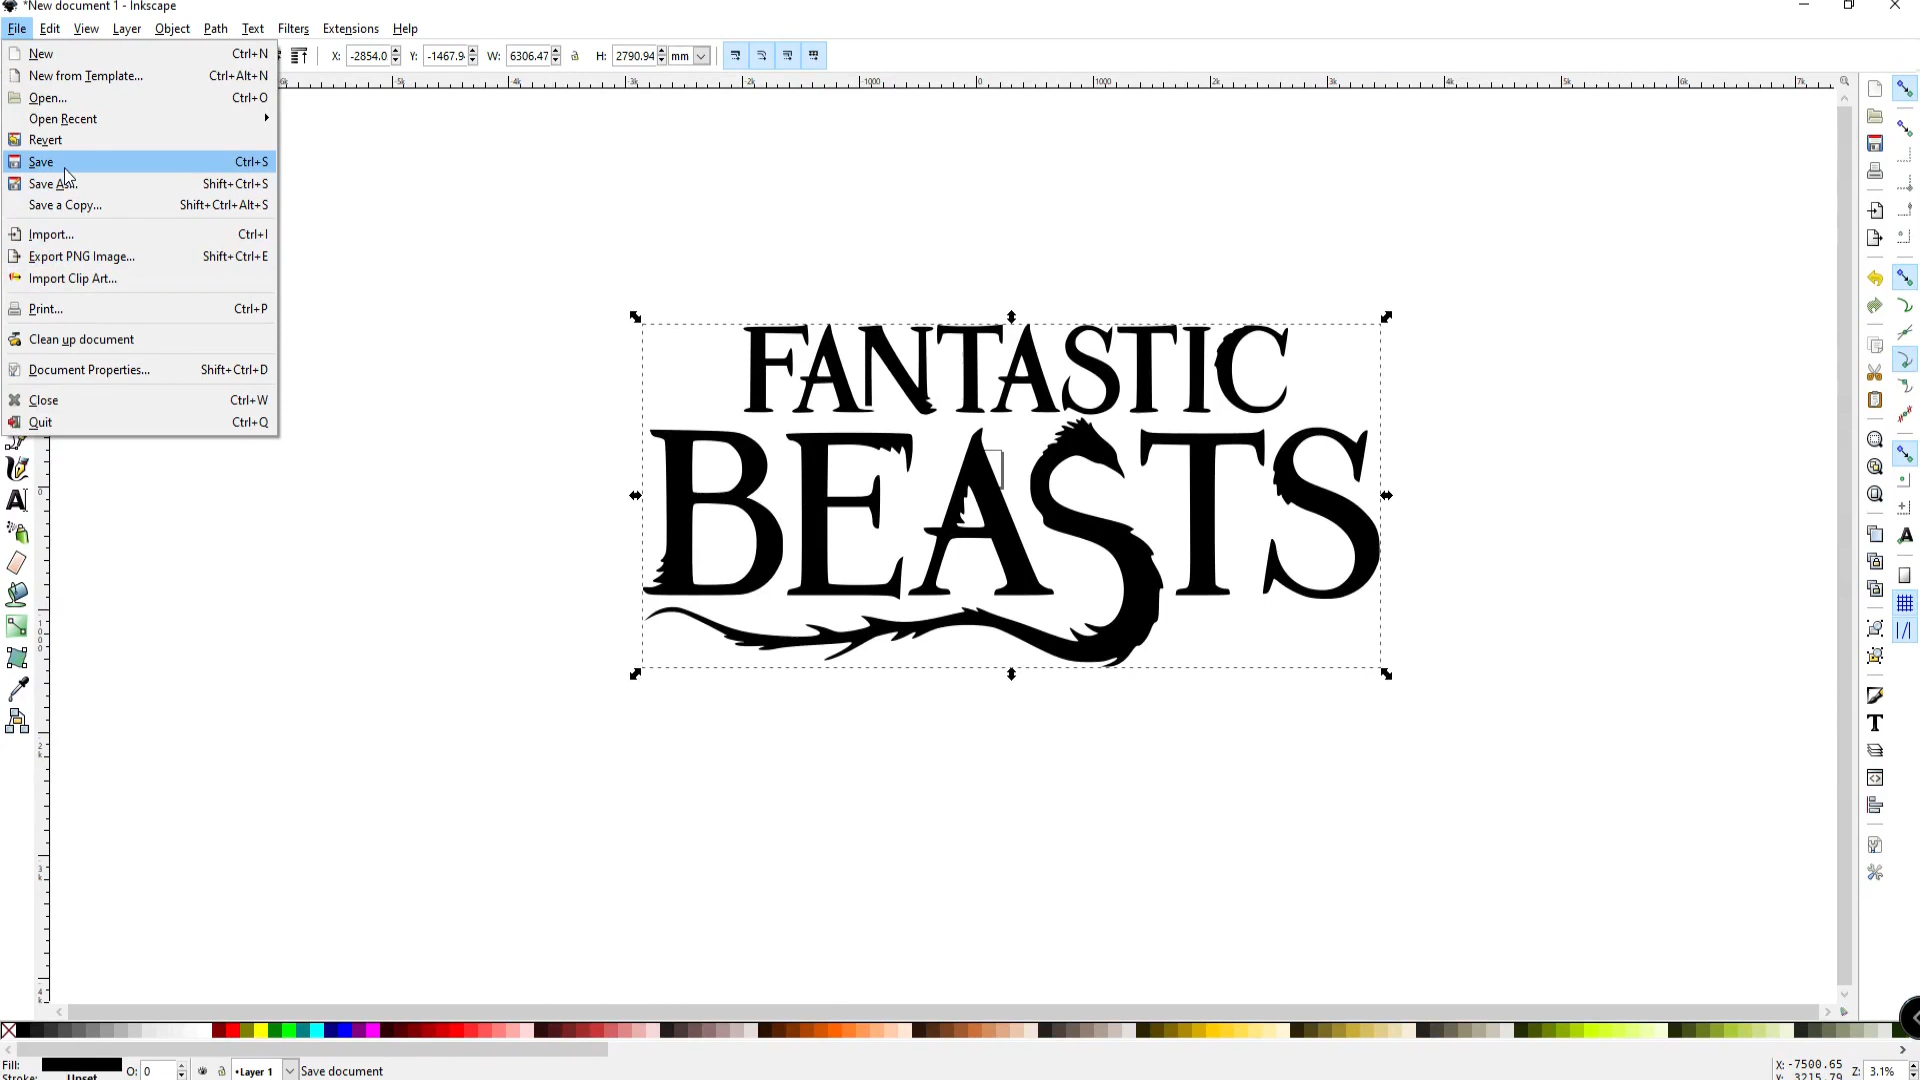 *New document 1 - Inkscape
File Edit View Layer Object Path Text Filters Extensions Help
X: -2854.0 Y: -1467.9 W: 6306.47 H: 2790.94 mm
New Ctrl+N
New from Template... Ctrl+Alt+N
Open... Ctrl+O
Open Recent
Revert
Save Ctrl+S
Save As... Shift+Ctrl+S
Save a Copy... Shift+Ctrl+Alt+S
Import... Ctrl+I
Export PNG Image... Shift+Ctrl+E
Import Clip Art...
Print... Ctrl+P
Clean up document
Document Properties... Shift+Ctrl+D
Close Ctrl+W
Quit Ctrl+Q
FANTASTIC
BEASTS
Fill: O: 0 •Layer 1 Save document X: -7500.65 Z: 3.1%
Stroke: Unset Y: 3215.79